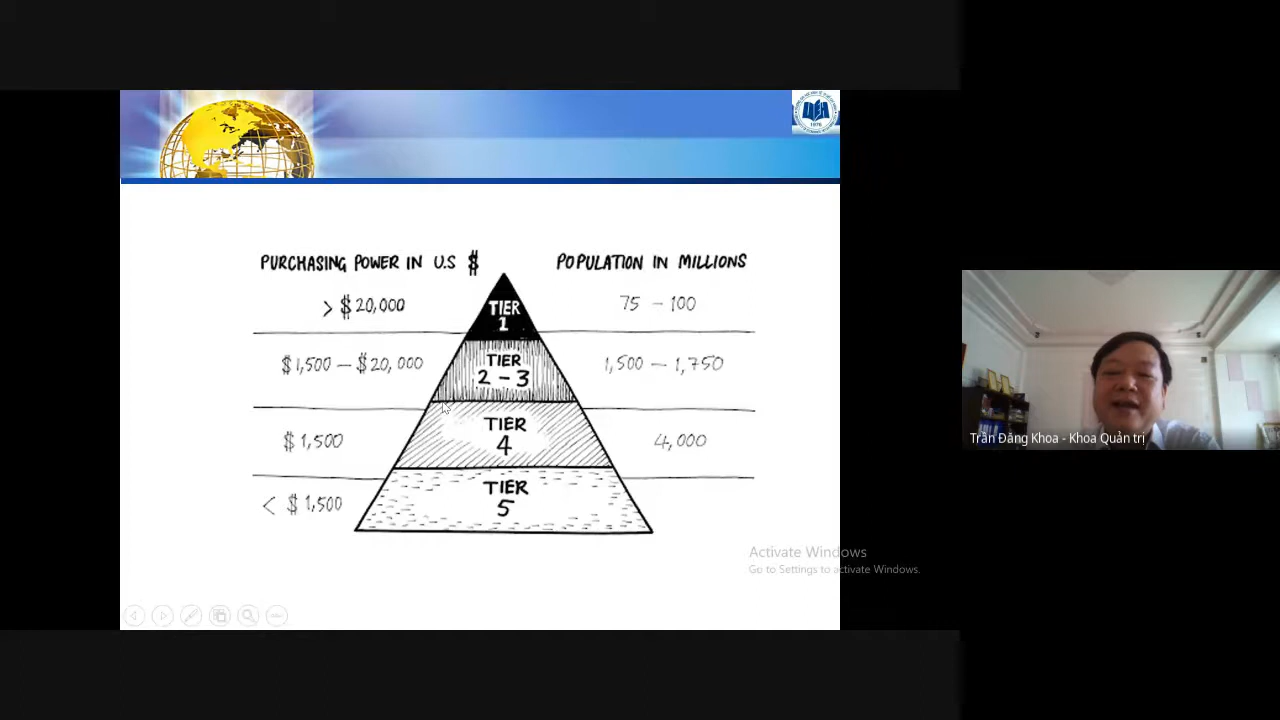 PURCHASING POWER IN U.S $
POPULATION IN MILLIONS
> $20,000
TIER
1
75 - 100
$1,500 - $20,000
TIER
2 - 3
1,500 - 1,750
$1,500
TIER
4
4,000
< $1,500
TIER
5
Trần Đăng Khoa - Khoa Quản trị
Activate Windows
Go to Settings to activate Windows.
1976